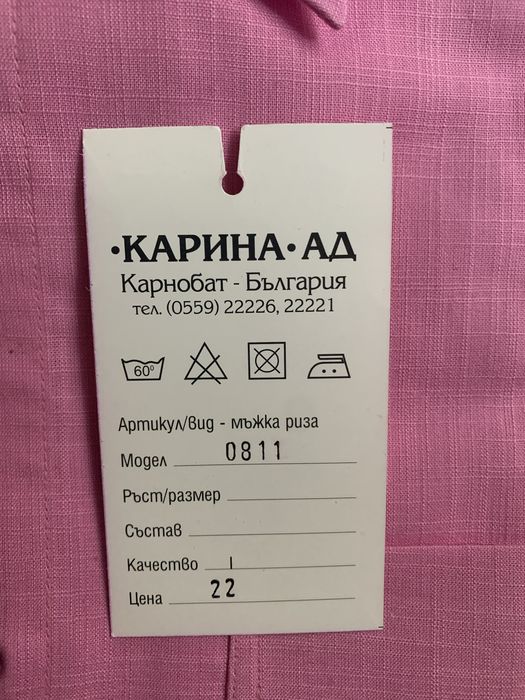 •КАРИНА•АД
Карнобат - България
тел. (0559) 22226, 22221
60°
Артикул/вид - мъжка риза
Модел 0811
Ръст/размер
Състав
Качество I
Цена 22